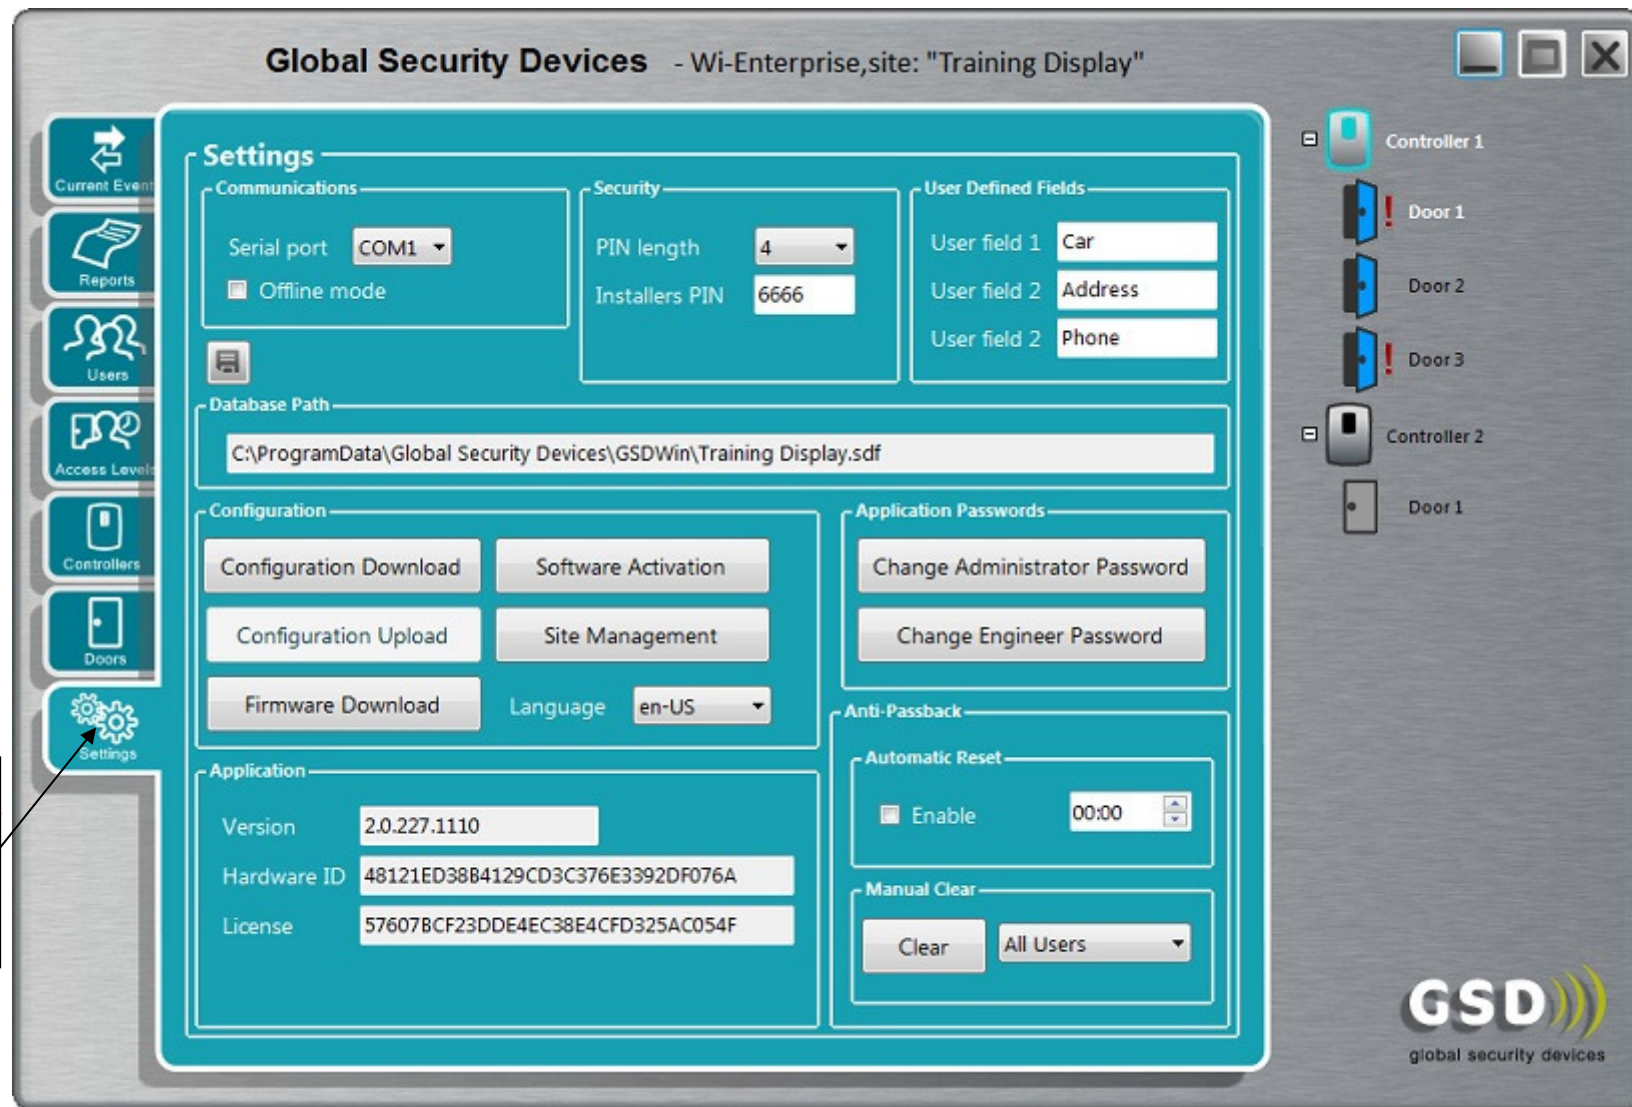 Global Security Devices - Wi-Enterprise,site: "Training Display"
Current Event
Reports
Users
Access Levels
Controllers
Doors
Settings
Settings
Communications
Serial port COM1
Offline mode
Security
PIN length 4
Installers PIN 6666
User Defined Fields
User field 1 Car
User field 2 Address
User field 2 Phone
Database Path
C:\ProgramData\Global Security Devices\GSDWin\Training Display.sdf
Configuration
Configuration Download Software Activation
Configuration Upload Site Management
Firmware Download Language en-US
Application Passwords
Change Administrator Password
Change Engineer Password
Application
Version 2.0.227.1110
Hardware ID 48121ED38B4129CD3C376E3392DF076A
License 57607BCF23DDE4EC38E4CFD325AC054F
Anti-Passback
Automatic Reset
Enable 00:00
Manual Clear
Clear All Users
Controller 1
! Door 1
Door 2
! Door 3
Controller 2
Door 1
GSD
global security devices